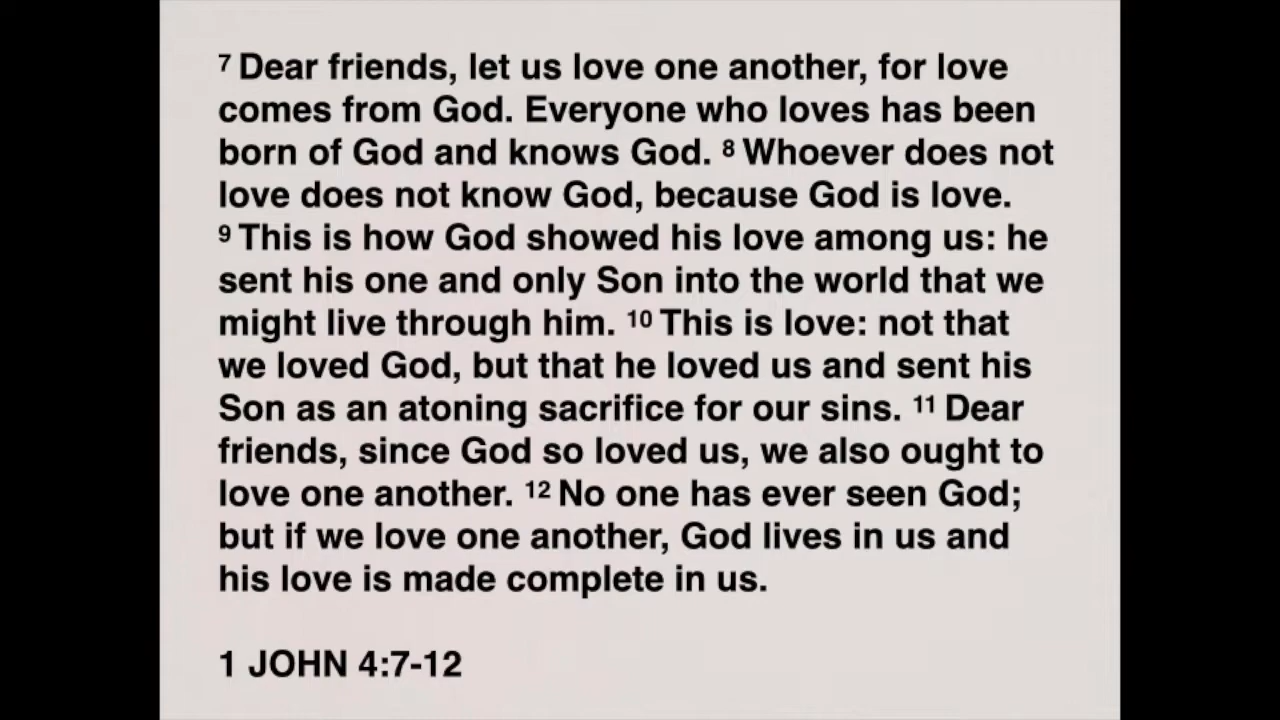 7 Dear friends, let us love one another, for love
comes from God. Everyone who loves has been
born of God and knows God. 8 Whoever does not
love does not know God, because God is love.
9 This is how God showed his love among us: he
sent his one and only Son into the world that we
might live through him. 10 This is love: not that
we loved God, but that he loved us and sent his
Son as an atoning sacrifice for our sins. 11 Dear
friends, since God so loved us, we also ought to
love one another. 12 No one has ever seen God;
but if we love one another, God lives in us and
his love is made complete in us.
1 JOHN 4:7-12